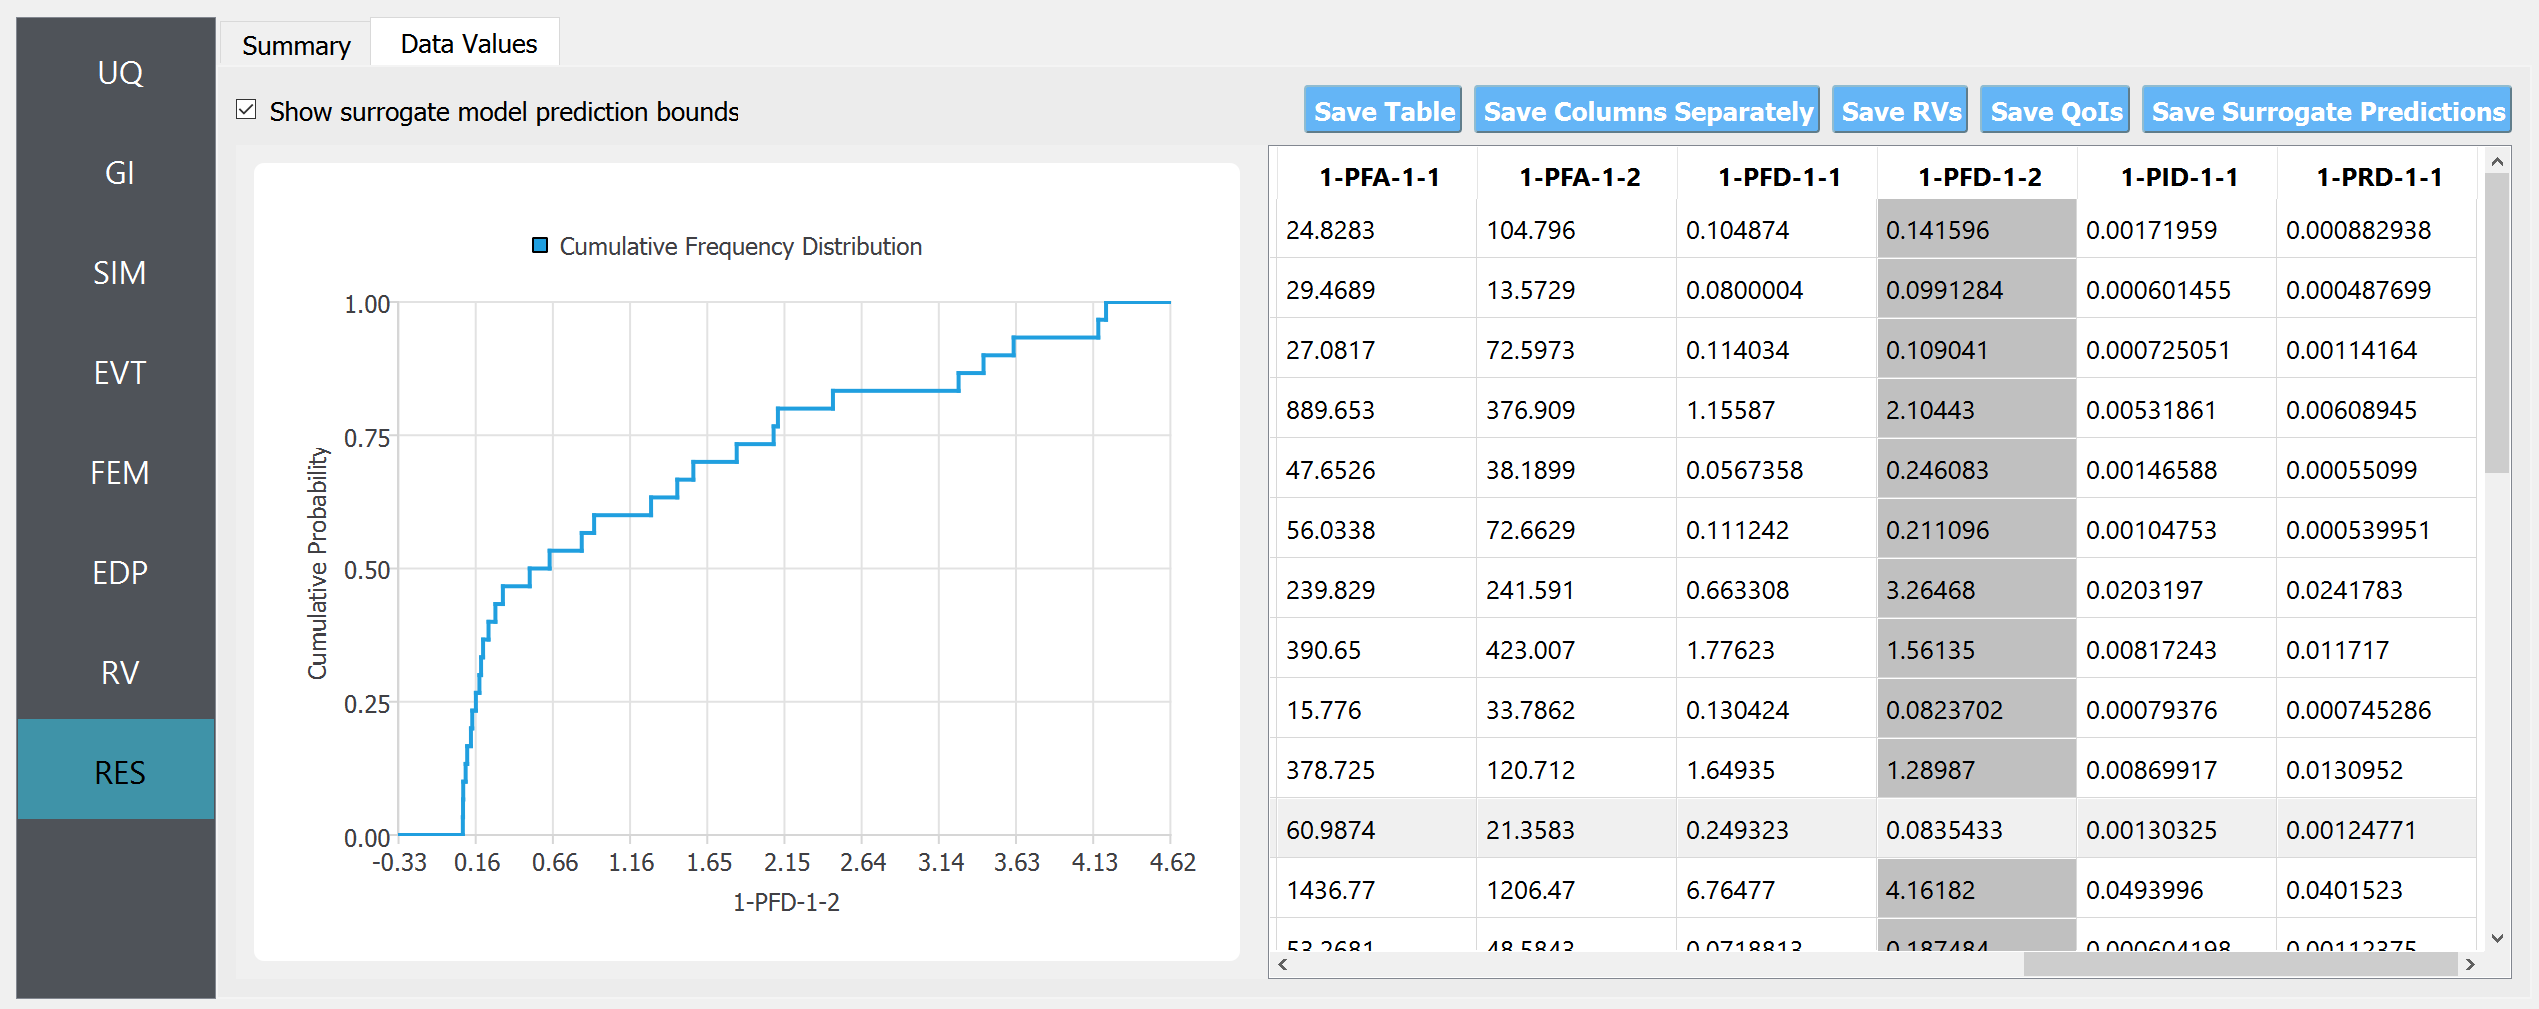 UQ
GI
SIM
EVT
FEM
EDP
RV
RES
Summary
Data Values
Show surrogate model prediction bounds
Save Table
Save Columns Separately
Save RVs
Save QoIs
Save Surrogate Predictions
Cumulative Frequency Distribution
Cumulative Probability
1.00
0.75
0.50
0.25
0.00
-0.33 0.16 0.66 1.16 1.65 2.15 2.64 3.14 3.63 4.13 4.62
1-PFD-1-2
1-PFA-1-1 1-PFA-1-2 1-PFD-1-1 1-PFD-1-2 1-PID-1-1 1-PRD-1-1
24.8283 104.796 0.104874 0.141596 0.00171959 0.000882938
29.4689 13.5729 0.0800004 0.0991284 0.000601455 0.000487699
27.0817 72.5973 0.114034 0.109041 0.000725051 0.00114164
889.653 376.909 1.15587 2.10443 0.00531861 0.00608945
47.6526 38.1899 0.0567358 0.246083 0.00146588 0.00055099
56.0338 72.6629 0.111242 0.211096 0.00104753 0.000539951
239.829 241.591 0.663308 3.26468 0.0203197 0.0241783
390.65 423.007 1.77623 1.56135 0.00817243 0.011717
15.776 33.7862 0.130424 0.0823702 0.00079376 0.000745286
378.725 120.712 1.64935 1.28987 0.00869917 0.0130952
60.9874 21.3583 0.249323 0.0835433 0.00130325 0.00124771
1436.77 1206.47 6.76477 4.16182 0.0493996 0.0401523
53.2681 48.5843 0.0718813 0.187484 0.000604198 0.00112375